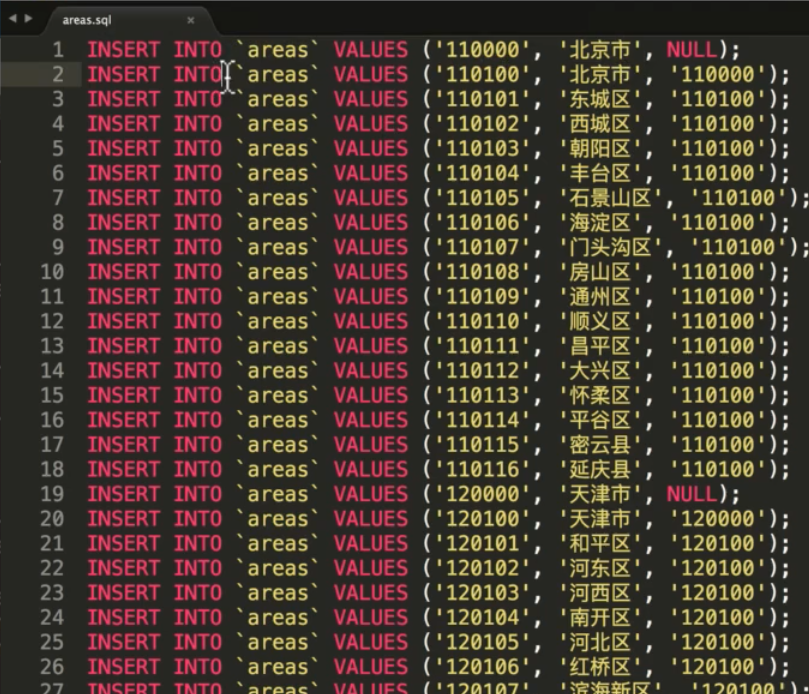 areas.sql
1 INSERT INTO `areas` VALUES ('110000', '北京市', NULL);
2 INSERT INTO `areas` VALUES ('110100', '北京市', '110000');
3 INSERT INTO `areas` VALUES ('110101', '东城区', '110100');
4 INSERT INTO `areas` VALUES ('110102', '西城区', '110100');
5 INSERT INTO `areas` VALUES ('110103', '朝阳区', '110100');
6 INSERT INTO `areas` VALUES ('110104', '丰台区', '110100');
7 INSERT INTO `areas` VALUES ('110105', '石景山区', '110100');
8 INSERT INTO `areas` VALUES ('110106', '海淀区', '110100');
9 INSERT INTO `areas` VALUES ('110107', '门头沟区', '110100');
10 INSERT INTO `areas` VALUES ('110108', '房山区', '110100');
11 INSERT INTO `areas` VALUES ('110109', '通州区', '110100');
12 INSERT INTO `areas` VALUES ('110110', '顺义区', '110100');
13 INSERT INTO `areas` VALUES ('110111', '昌平区', '110100');
14 INSERT INTO `areas` VALUES ('110112', '大兴区', '110100');
15 INSERT INTO `areas` VALUES ('110113', '怀柔区', '110100');
16 INSERT INTO `areas` VALUES ('110114', '平谷区', '110100');
17 INSERT INTO `areas` VALUES ('110115', '密云县', '110100');
18 INSERT INTO `areas` VALUES ('110116', '延庆县', '110100');
19 INSERT INTO `areas` VALUES ('120000', '天津市', NULL);
20 INSERT INTO `areas` VALUES ('120100', '天津市', '120000');
21 INSERT INTO `areas` VALUES ('120101', '和平区', '120100');
22 INSERT INTO `areas` VALUES ('120102', '河东区', '120100');
23 INSERT INTO `areas` VALUES ('120103', '河西区', '120100');
24 INSERT INTO `areas` VALUES ('120104', '南开区', '120100');
25 INSERT INTO `areas` VALUES ('120105', '河北区', '120100');
26 INSERT INTO `areas` VALUES ('120106', '红桥区', '120100');
27 INSERT INTO `areas` VALUES ('120107', '滨海新区', '120100')